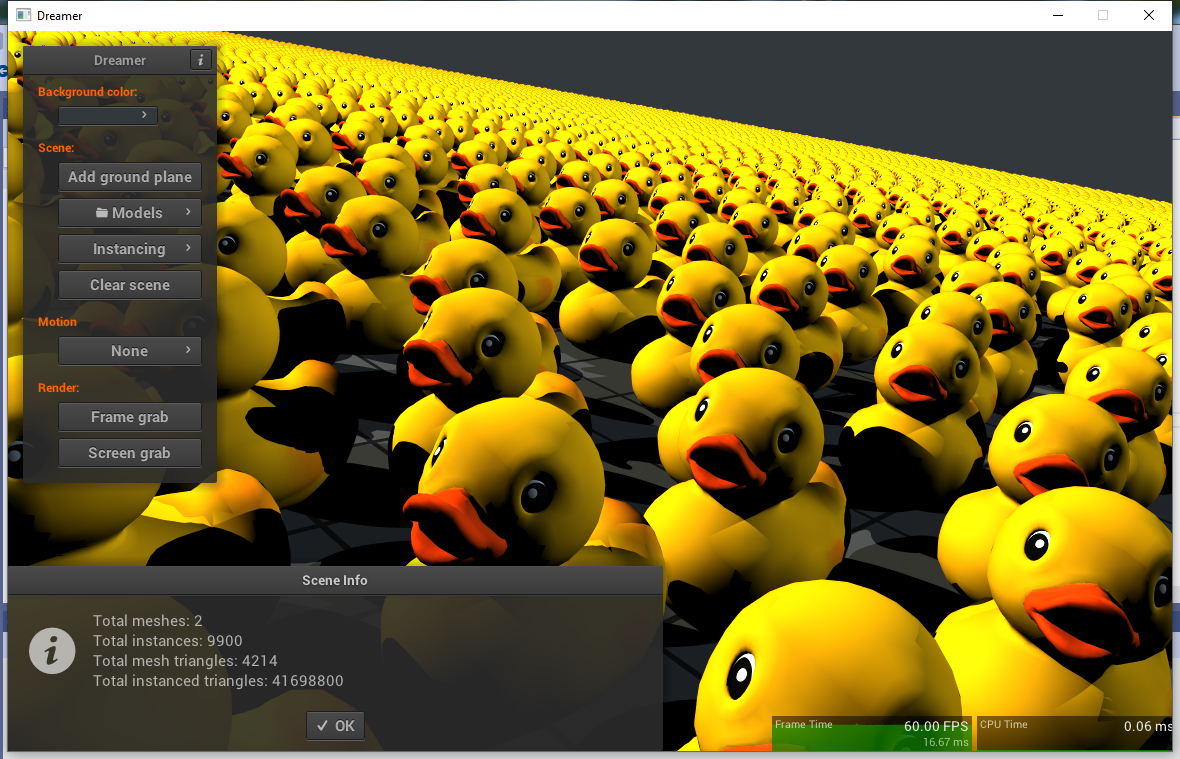 Dreamer
Dreamer
i
Background color:
Scene:
Add ground plane
Models
Instancing
Clear scene
Motion
None
Render:
Frame grab
Screen grab
Scene Info
Total meshes: 2
Total instances: 9900
Total mesh triangles: 4214
Total instanced triangles: 41698800
OK
Frame Time
60.00 FPS
16.67 ms
CPU Time
0.06 ms